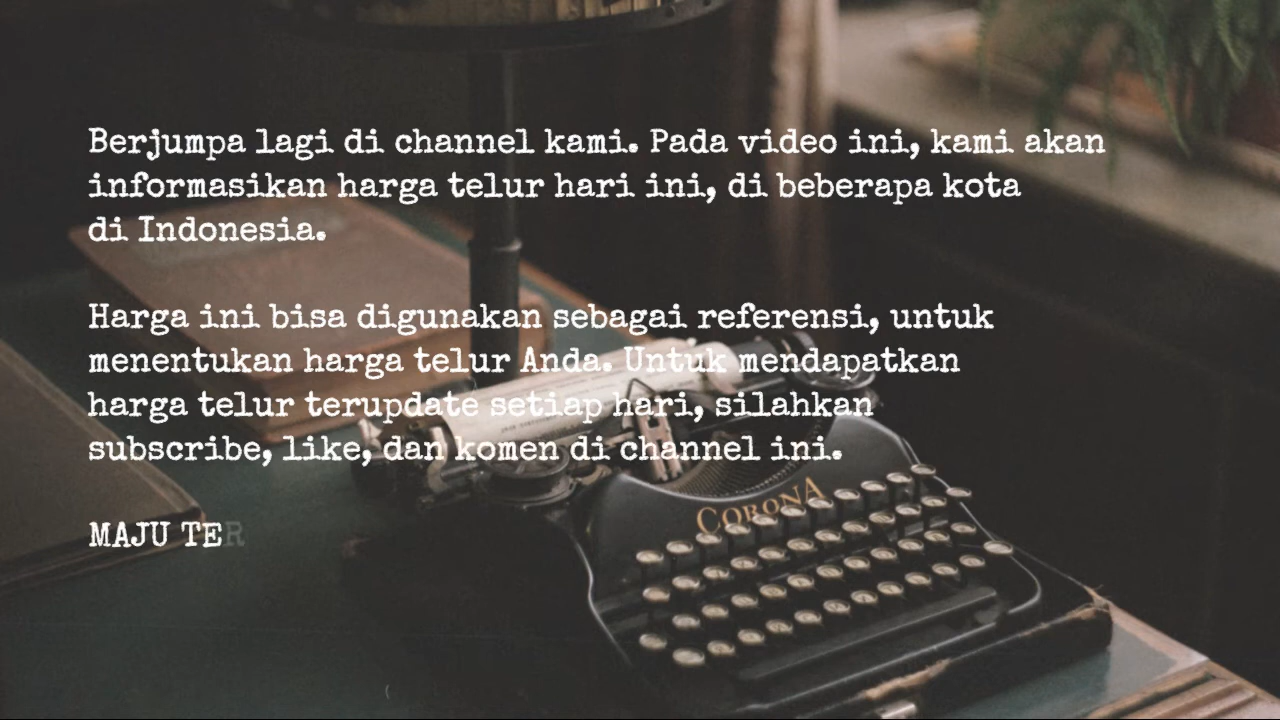 Berjumpa lagi di channel kami. Pada video ini, kami akan
informasikan harga telur hari ini, di beberapa kota
di Indonesia.
Harga ini bisa digunakan sebagai referensi, untuk
menentukan harga telur Anda. Untuk mendapatkan
harga telur terupdate setiap hari, silahkan
subscribe, like, dan komen di channel ini.
MAJU TER
CORONA